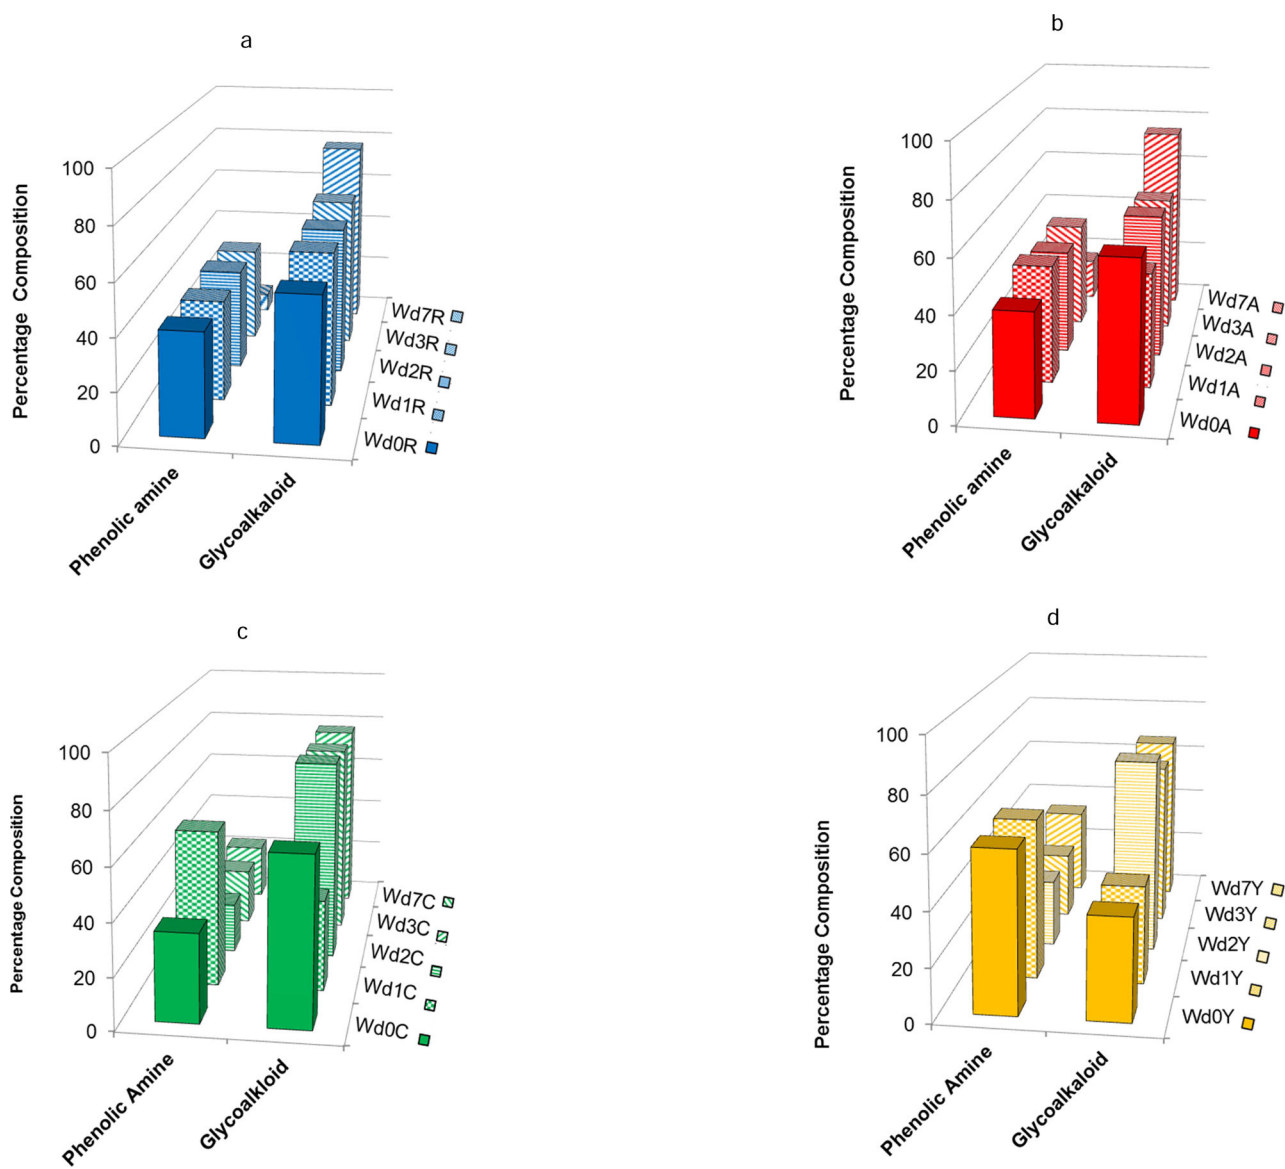 a
Percentage Composition
100
80
60
40
20
0
Wd7R
Wd3R
Wd2R
Wd1R
Wd0R
Phenolic amine
Glycoalkaloid
b
Percentage Composition
100
80
60
40
20
0
Wd7A
Wd3A
Wd2A
Wd1A
Wd0A
Phenolic amine
Glycoalkaloid
c
Percentage Composition
100
80
60
40
20
0
Wd7C
Wd3C
Wd2C
Wd1C
Wd0C
Phenolic Amine
Glycoalkloid
d
Percentage Composition
100
80
60
40
20
0
Wd7Y
Wd3Y
Wd2Y
Wd1Y
Wd0Y
Phenolic Amine
Glycoalkaloid